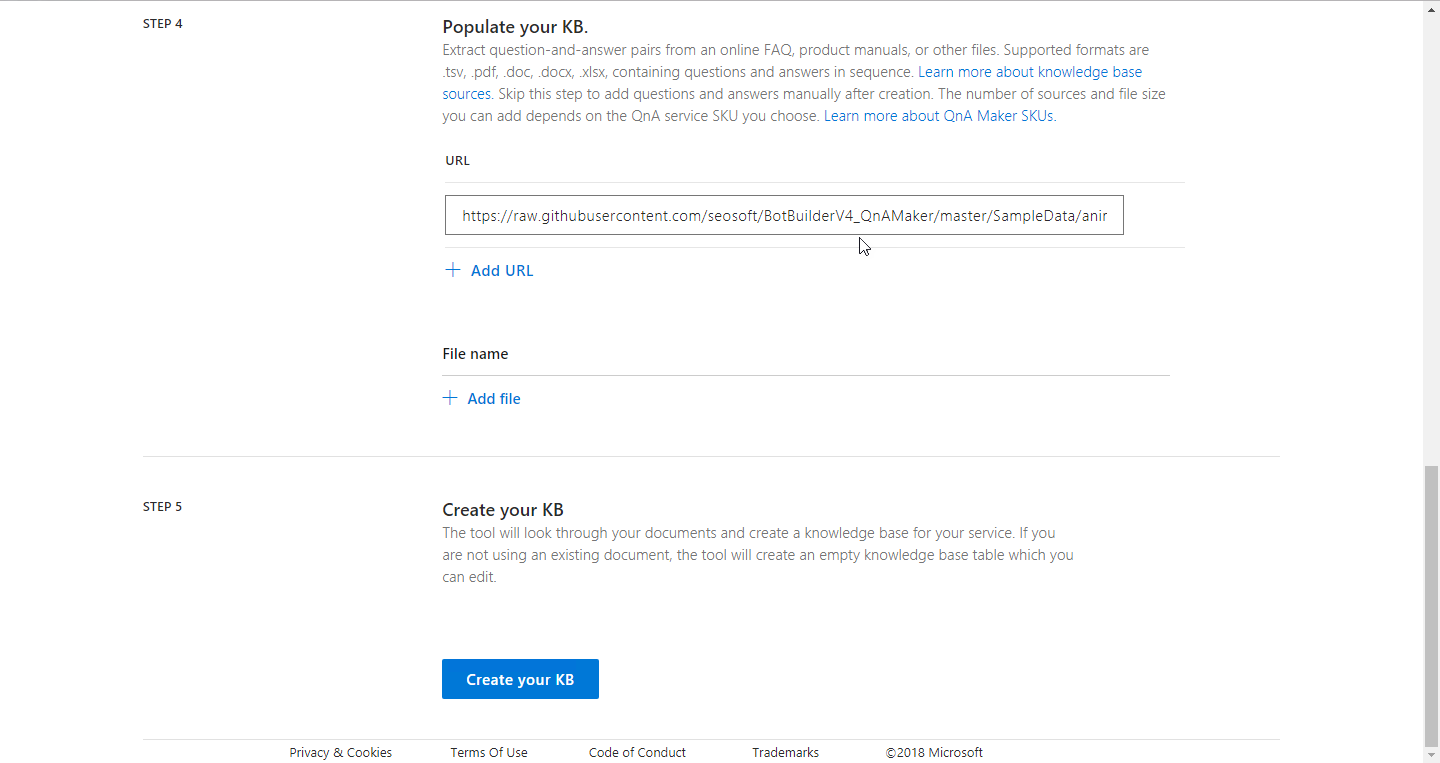 STEP 4
Populate your KB.
Extract question-and-answer pairs from an online FAQ, product manuals, or other files. Supported formats are
.tsv, .pdf, .doc, .docx, .xlsx, containing questions and answers in sequence. Learn more about knowledge base
sources. Skip this step to add questions and answers manually after creation. The number of sources and file size
you can add depends on the QnA service SKU you choose. Learn more about QnA Maker SKUs.
URL
https://raw.githubusercontent.com/seosoft/BotBuilderV4_QnAMaker/master/SampleData/anir
Add URL
File name
Add file
STEP 5
Create your KB
The tool will look through your documents and create a knowledge base for your service. If you
are not using an existing document, the tool will create an empty knowledge base table which you
can edit.
Create your KB
Privacy & Cookies
Terms Of Use
Code of Conduct
Trademarks
©2018 Microsoft